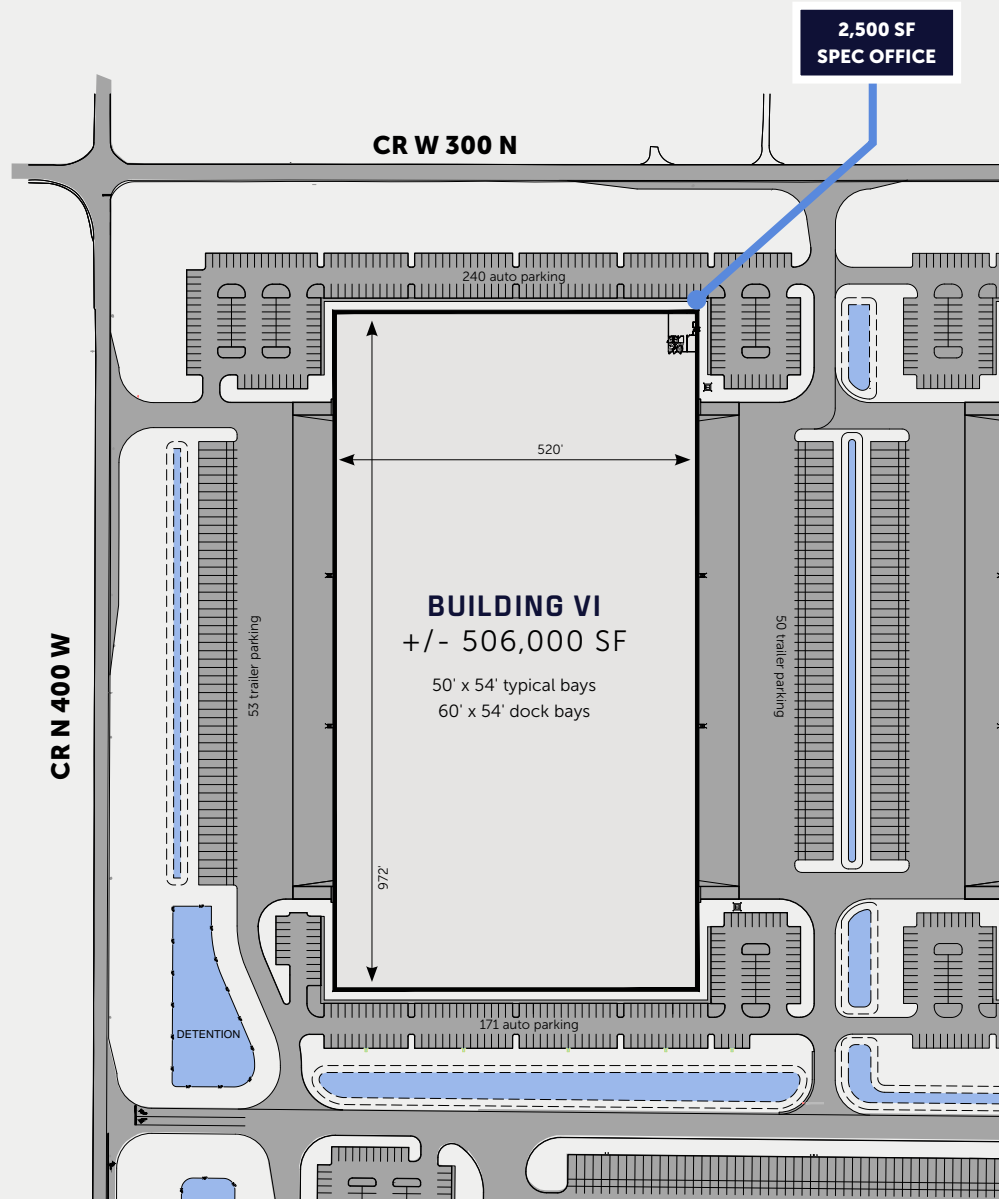 2,500 SF
SPEC OFFICE
CR W 300 N
240 auto parking
520'
BUILDING VI
+/- 506,000 SF
50' x 54' typical bays
60' x 54' dock bays
53 trailer parking
50 trailer parking
CR N 400 W
972'
DETENTION
171 auto parking